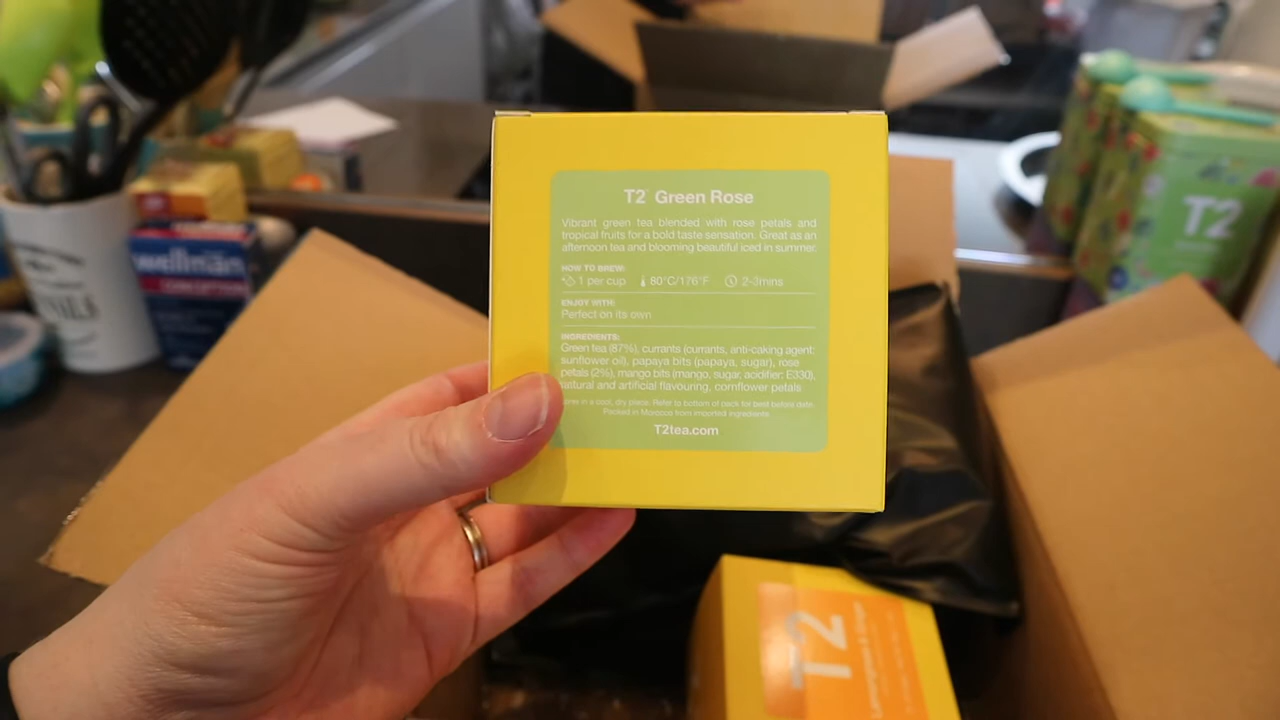 T2 Green Rose
Vibrant green tea blended with rose petals and
tropical fruits for a bold taste sensation. Great as an
afternoon tea and blooming beautiful iced in summer.
HOW TO BREW:
1 per cup 80°C/176°F 2-3mins
ENJOY WITH:
Perfect on its own
INGREDIENTS:
Green tea (87%), currants (currants, anti-caking agent:
sunflower oil), papaya bits (papaya, sugar), rose
petals (2%), mango bits (mango, sugar, acidifier: E330),
natural and artificial flavouring, cornflower petals
in a cool, dry place. Refer to bottom of pack for best before date.
Packed in Morocco from imported ingredients.
T2tea.com
wellman
CONCEPTION
T2
T2